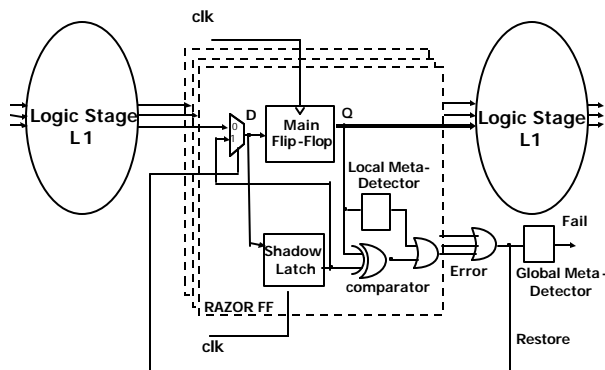 clk
Logic Stage
L1
0
1
D
Main
Flip-Flop
Q
Logic Stage
L1
Local Meta-
Detector
Shadow
Latch
comparator
Error
Fail
Global Meta-
Detector
RAZOR FF
Restore
clk